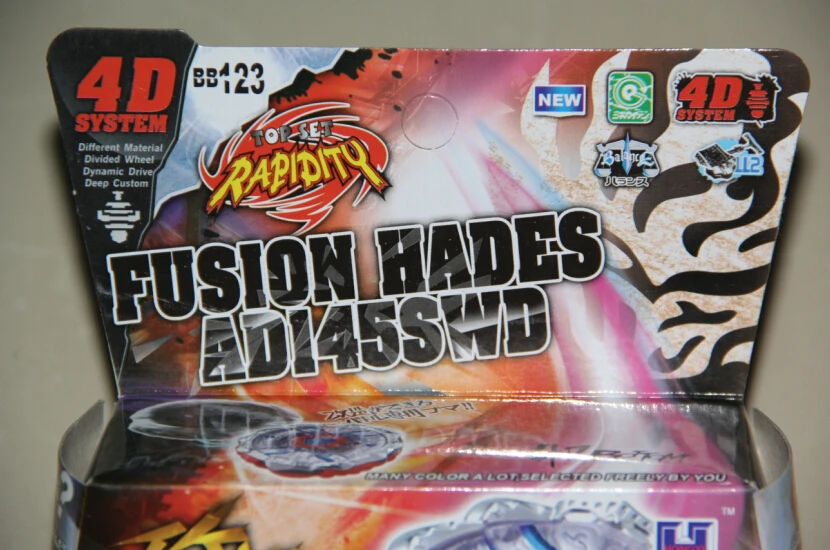 4D
SYSTEM
Different Material
Divided Wheel
Dynamic Drive
Deep Custom
BB123
TOP SET
RAPIDITY
NEW
4D
SYSTEM
Balance
バランス
FUSION HADES
AD145SWD
MANY COLOR A LOT,SELECTED FREELY BY YOU
TM
?
H